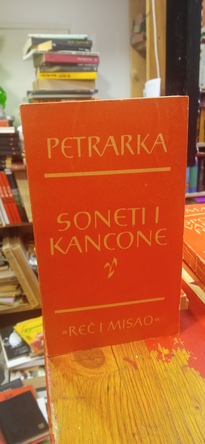 PETRARKA
SONETI I
KANCONE
»REČ I MISAO«